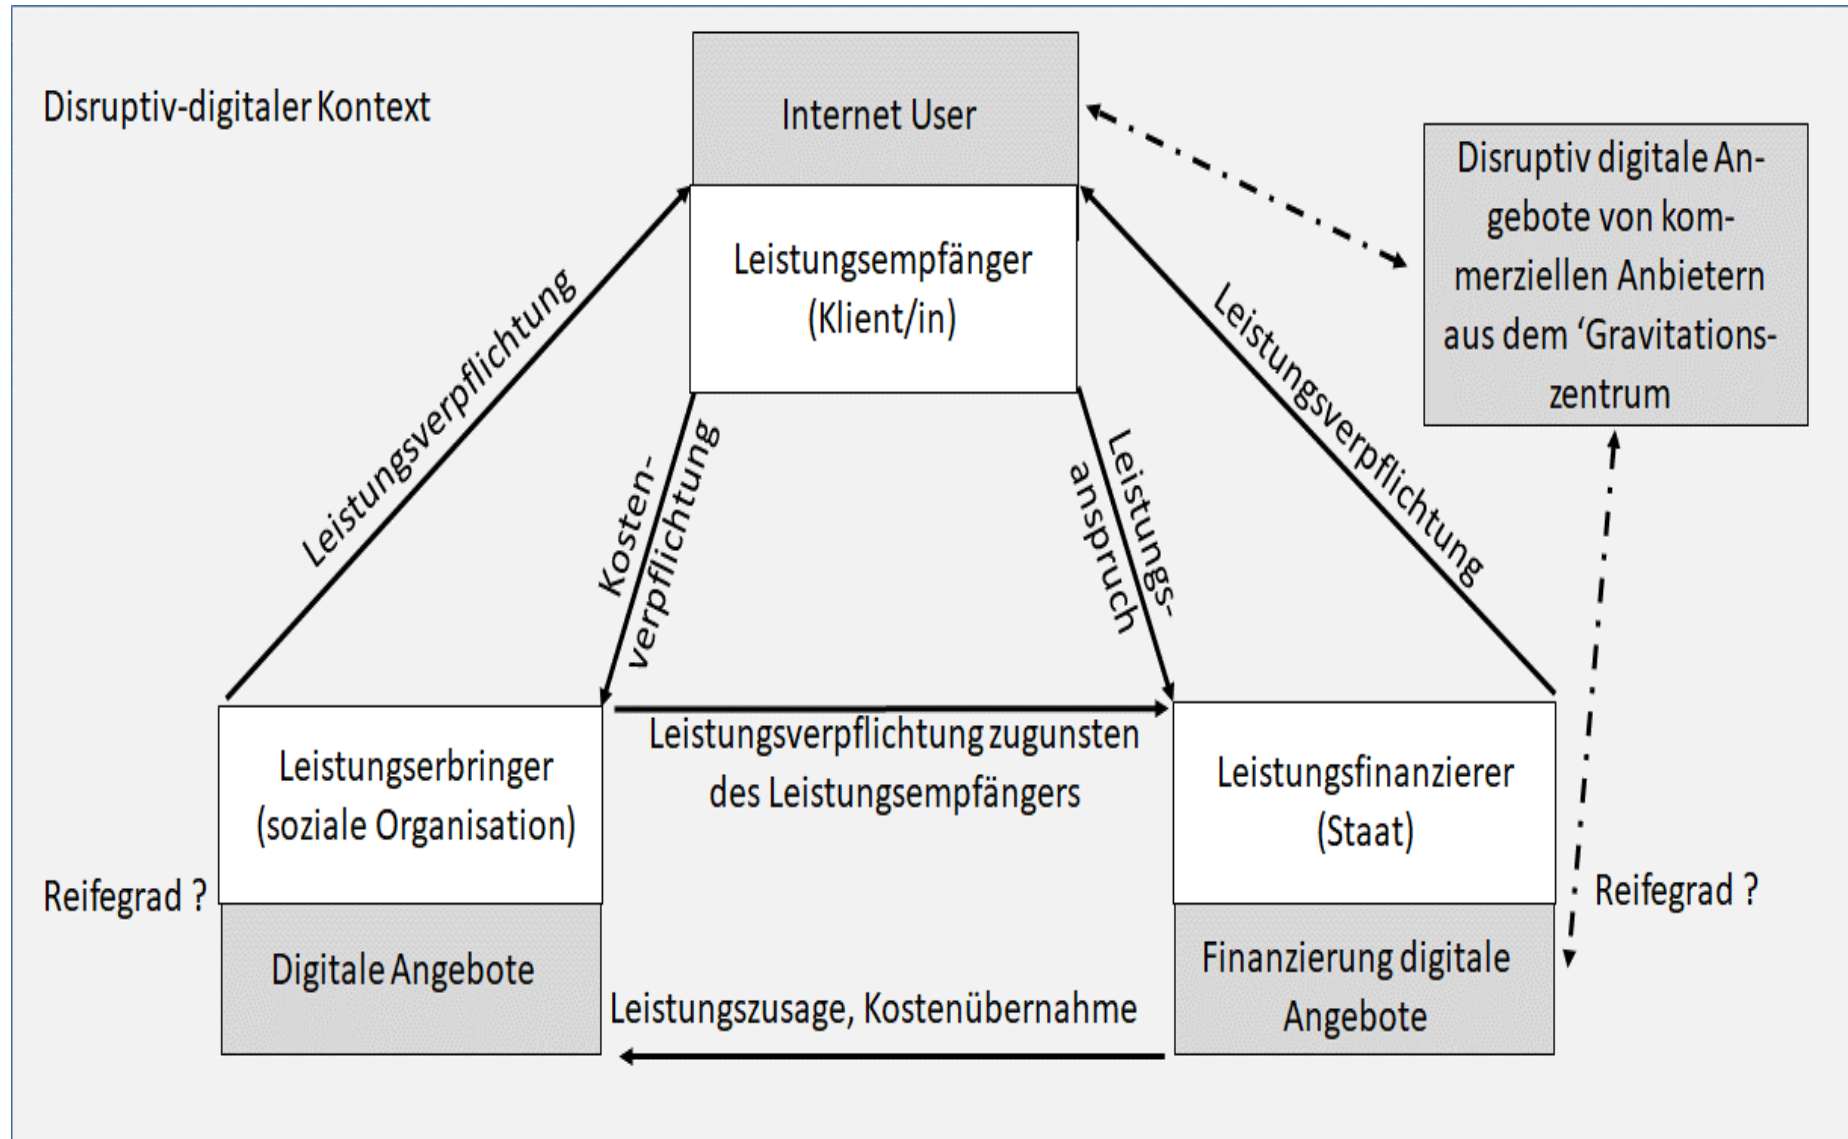 Disruptiv-digitaler Kontext
Internet User
Disruptiv digitale An-
gebote von kom-
merziellen Anbietern
aus dem ‘Gravitations-
zentrum
Leistungsempfänger
(Klient/in)
Leistungsverpflichtung
Kosten-
verpflichtung
Leistungs-
anspruch
Leistungsverpflichtung
Leistungserbringer
(soziale Organisation)
Leistungsverpflichtung zugunsten
des Leistungsempfängers
Leistungsfinanzierer
(Staat)
Reifegrad ?
Reifegrad ?
Digitale Angebote
Leistungszusage, Kostenübernahme
Finanzierung digitale
Angebote